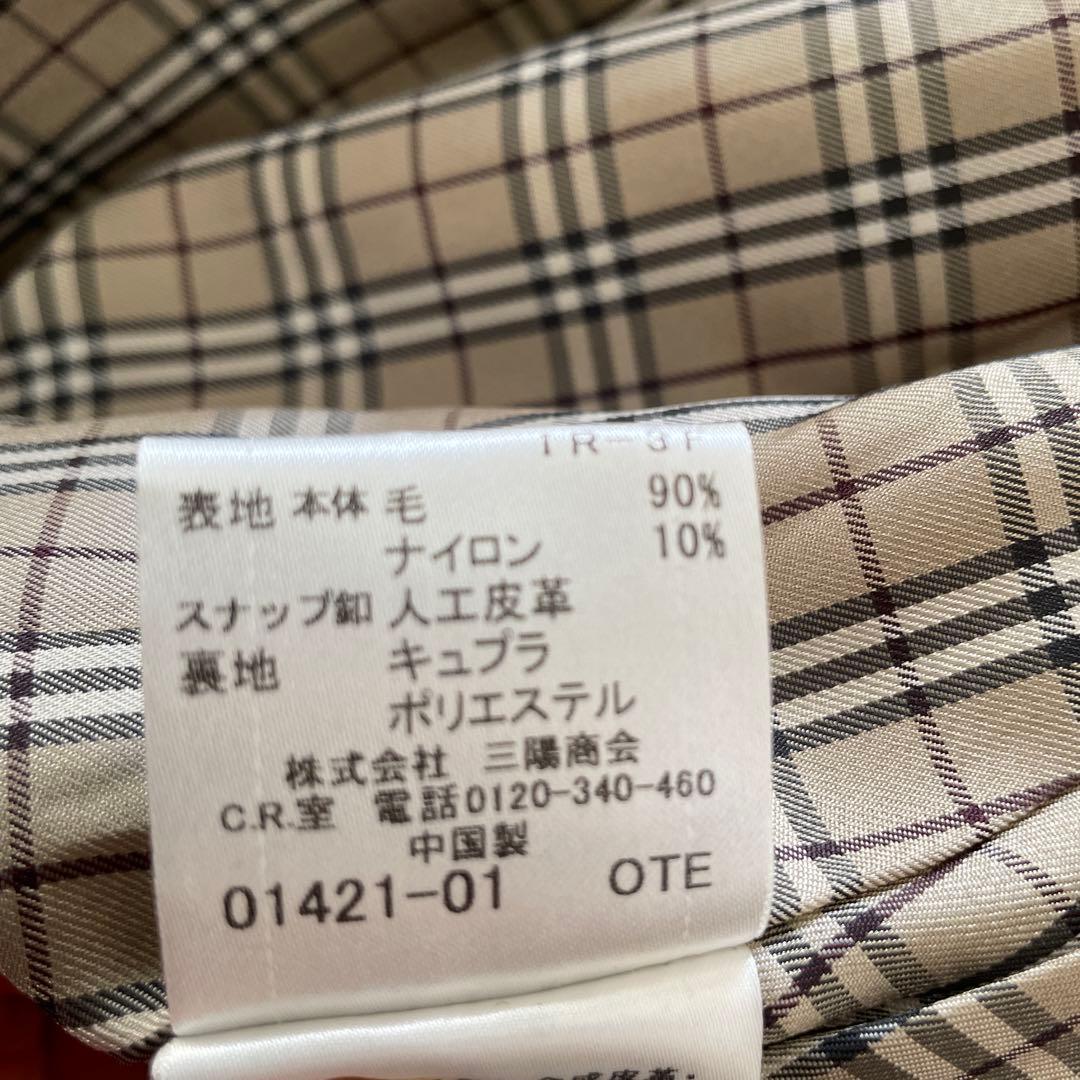 表地 本体 毛 90%
ナイロン 10%
スナップ釦 人工皮革
裏地 キュプラ
ポリエステル
株式会社 三陽商会
C.R.室 電話0120-340-460
中国製
01421-01 OTE